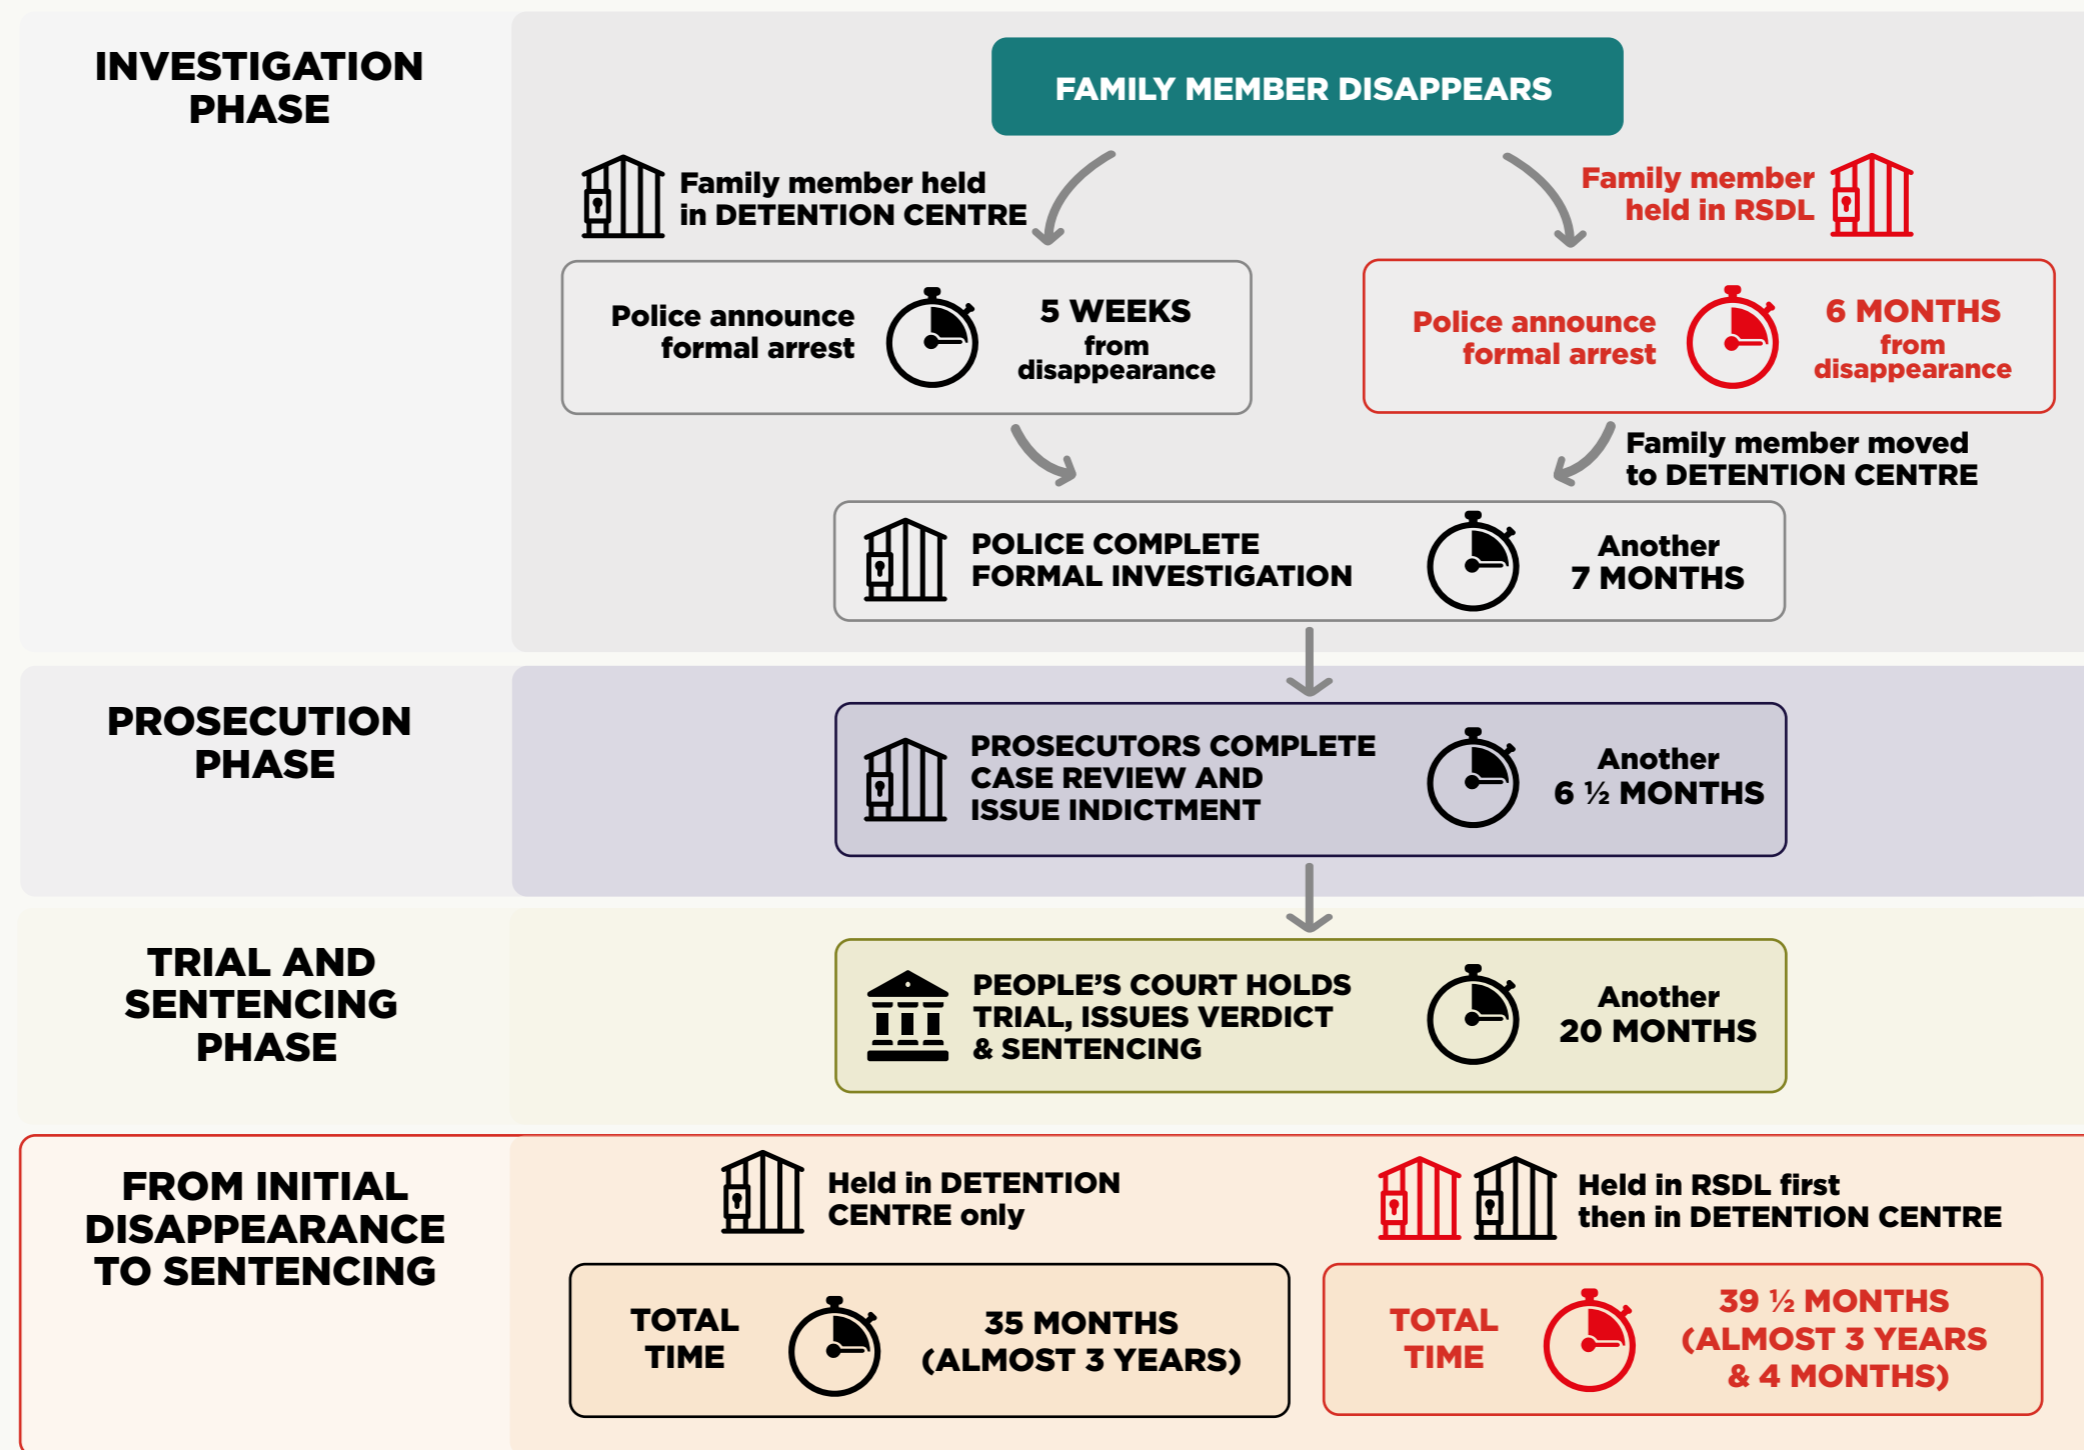 INVESTIGATION
PHASE
FAMILY MEMBER DISAPPEARS
Family member held
in DETENTION CENTRE
Family member
held in RSDL
Police announce
formal arrest
5 WEEKS
from
disappearance
Police announce
formal arrest
6 MONTHS
from
disappearance
Family member moved
to DETENTION CENTRE
POLICE COMPLETE
FORMAL INVESTIGATION
Another
7 MONTHS
PROSECUTION
PHASE
PROSECUTORS COMPLETE
CASE REVIEW AND
ISSUE INDICTMENT
Another
6 ½ MONTHS
TRIAL AND
SENTENCING
PHASE
PEOPLE’S COURT HOLDS
TRIAL, ISSUES VERDICT
& SENTENCING
Another
20 MONTHS
FROM INITIAL
DISAPPEARANCE
TO SENTENCING
Held in DETENTION
CENTRE only
Held in RSDL first
then in DETENTION CENTRE
TOTAL
TIME
35 MONTHS
(ALMOST 3 YEARS)
TOTAL
TIME
39 ½ MONTHS
(ALMOST 3 YEARS
& 4 MONTHS)